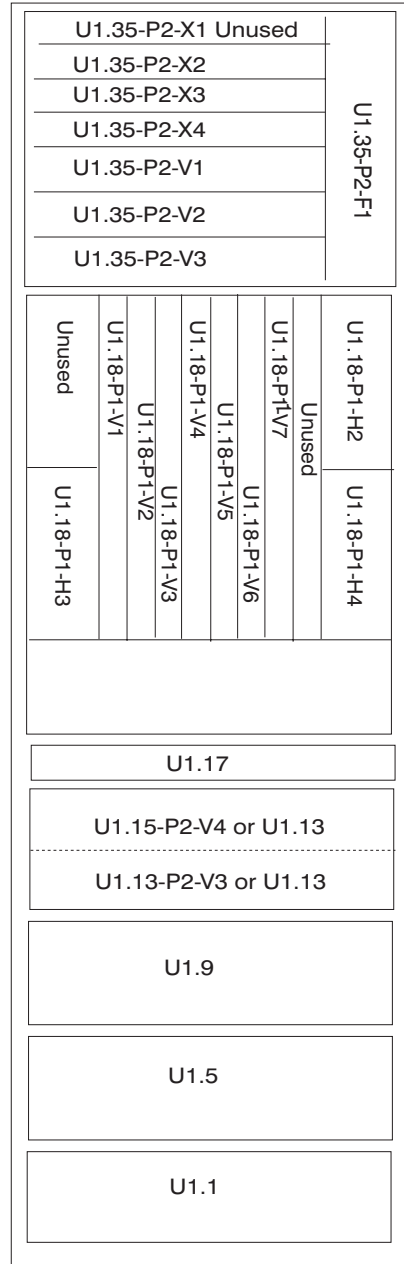 U1.35-P2-X1 Unused
U1.35-P2-X2
U1.35-P2-X3
U1.35-P2-X4
U1.35-P2-V1
U1.35-P2-V2
U1.35-P2-V3
U1.35-P2-F1
Unused
U1.18-P1-H3
U1.18-P1-V1
U1.18-P1-V2
U1.18-P1-V3
U1.18-P1-V4
U1.18-P1-V5
U1.18-P1-V6
U1.18-P1-V7
Unused
U1.18-P1-H2
U1.18-P1-H4
U1.17
U1.15-P2-V4 or U1.13
U1.13-P2-V3 or U1.13
U1.9
U1.5
U1.1